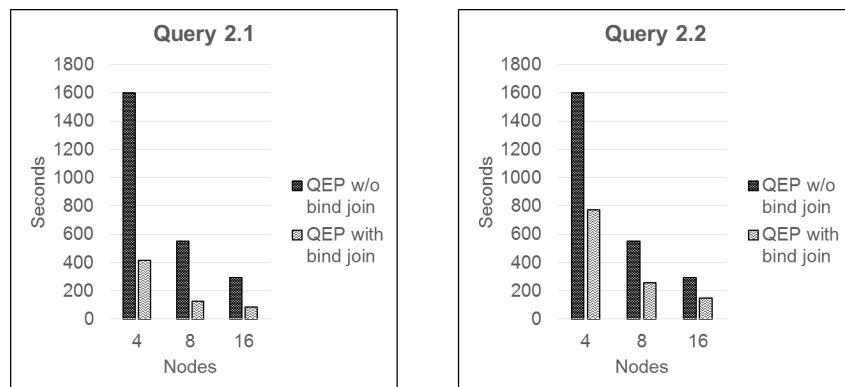 Query 2.1
1800
1600
1400
1200
1000
800
600
400
200
0
Seconds
4 8 16
Nodes
QEP w/o
bind join
QEP with
bind join
Query 2.2
1800
1600
1400
1200
1000
800
600
400
200
0
Seconds
4 8 16
Nodes
QEP w/o
bind join
QEP with
bind join